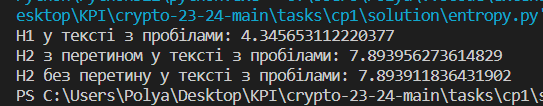 esktop\KPI\crypto-23-24-main\tasks\cp1\solution\entropy.py'
H1 у тексті з пробілами: 4.345653112220377
H2 з перетином у тексті з пробілами: 7.893956273614829
H2 без перетину у тексті з пробілами: 7.893911836431902
PS C:\Users\Polya\Desktop\KPI\crypto-23-24-main\tasks\cp1\s